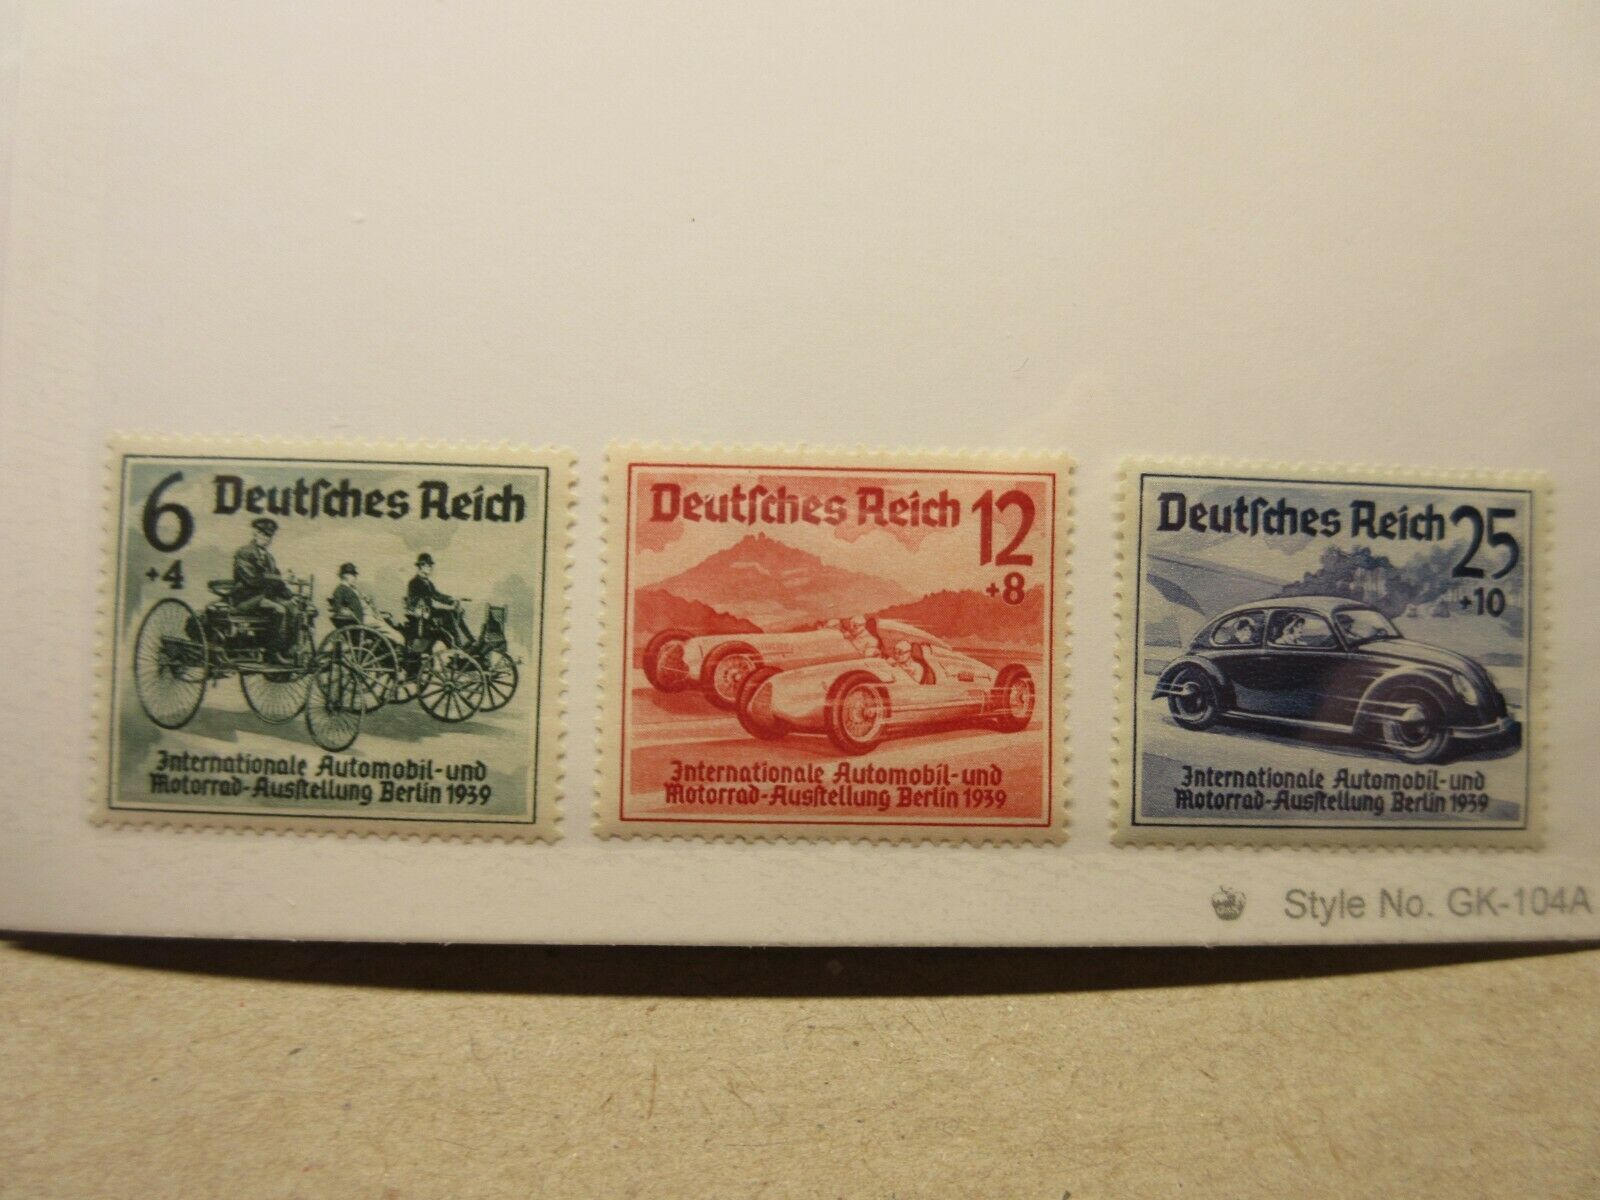 6 Deutſches Reich
+4
Internationale Automobil-und
Motorrad-Ausſtellung Berlin 1939
Deutſches Reich 12
+8
Internationale Automobil-und
Motorrad-Ausſtellung Berlin 1939
Deutſches Reich 25
+10
Internationale Automobil-und
Motorrad-Ausſtellung Berlin 1939
Style No. GK-104A